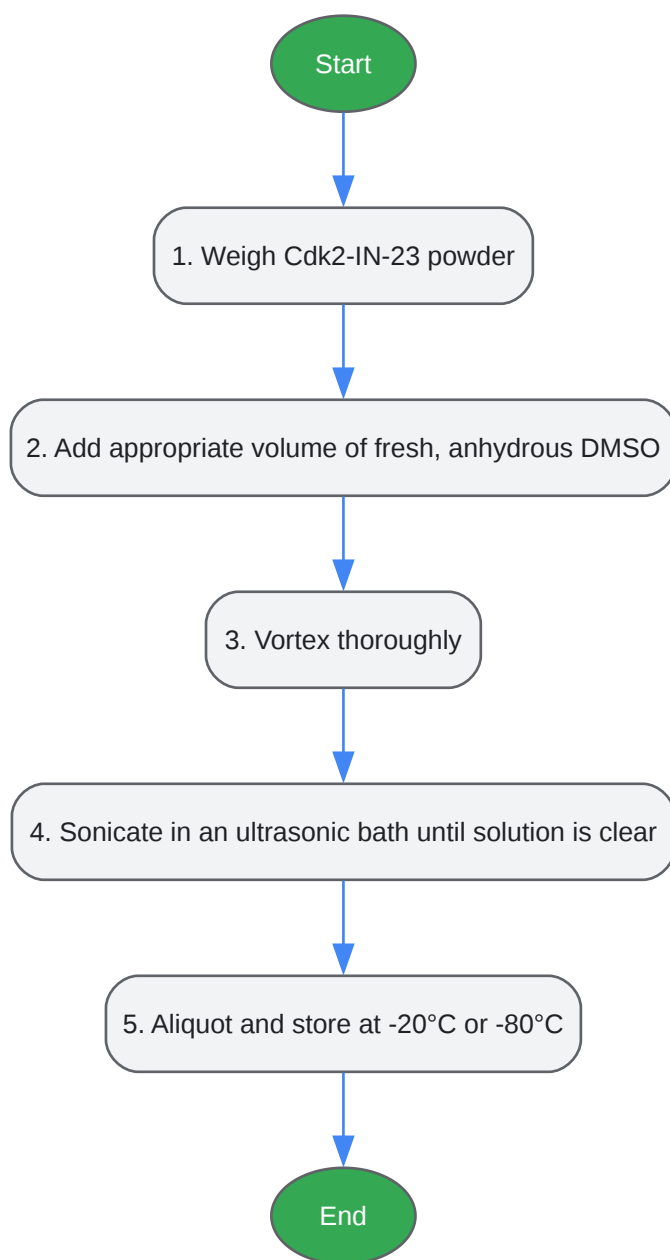 Start
1. Weigh Cdk2-IN-23 powder
2. Add appropriate volume of fresh, anhydrous DMSO
3. Vortex thoroughly
4. Sonicate in an ultrasonic bath until solution is clear
5. Aliquot and store at -20°C or -80°C
End